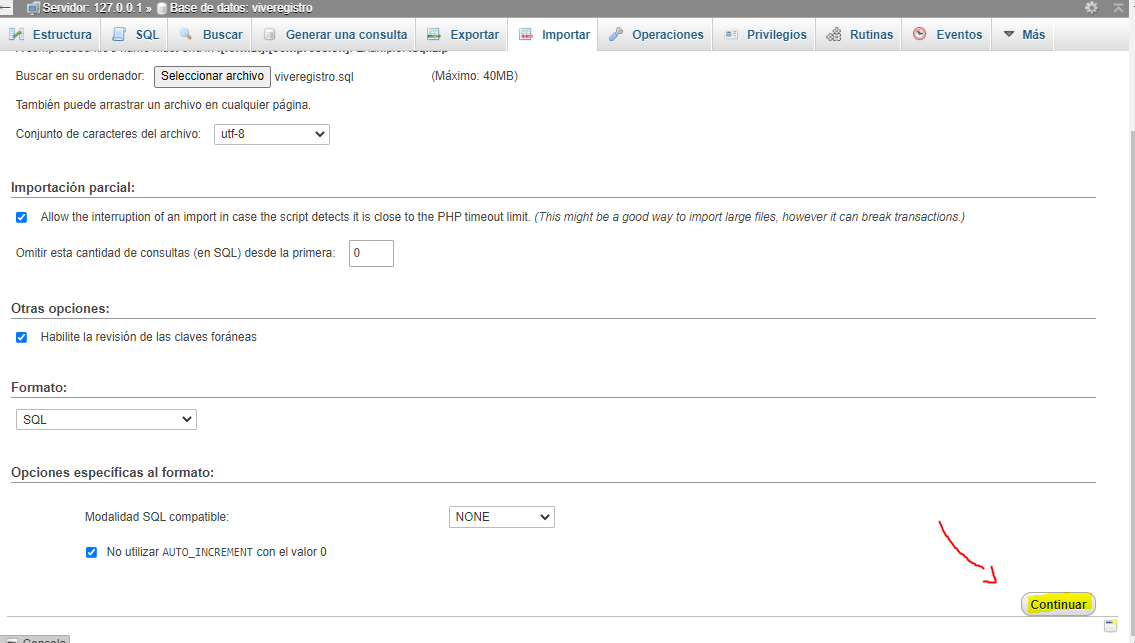 Servidor: 127.0.0.1 » Base de datos: viveregistro
Estructura SQL Buscar Generar una consulta Exportar Importar Operaciones Privilegios Rutinas Eventos Más
Buscar en su ordenador: Seleccionar archivo viveregistro.sql (Máximo: 40MB)
También puede arrastrar un archivo en cualquier página.
Conjunto de caracteres del archivo: utf-8
Importación parcial:
Allow the interruption of an import in case the script detects it is close to the PHP timeout limit. (This might be a good way to import large files, however it can break transactions.)
Omitir esta cantidad de consultas (en SQL) desde la primera: 0
Otras opciones:
Habilite la revisión de las claves foráneas
Formato:
SQL
Opciones específicas al formato:
Modalidad SQL compatible: NONE
No utilizar AUTO_INCREMENT con el valor 0
Continuar
Consola